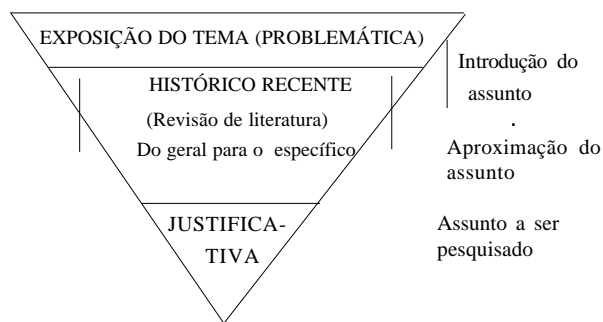 EXPOSIÇÃO DO TEMA (PROBLEMÁTICA)
HISTÓRICO RECENTE
(Revisão de literatura)
Do geral para o específico
JUSTIFICA-
TIVA
Introdução do
assunto
.
Aproximação do
assunto
Assunto a ser
pesquisado